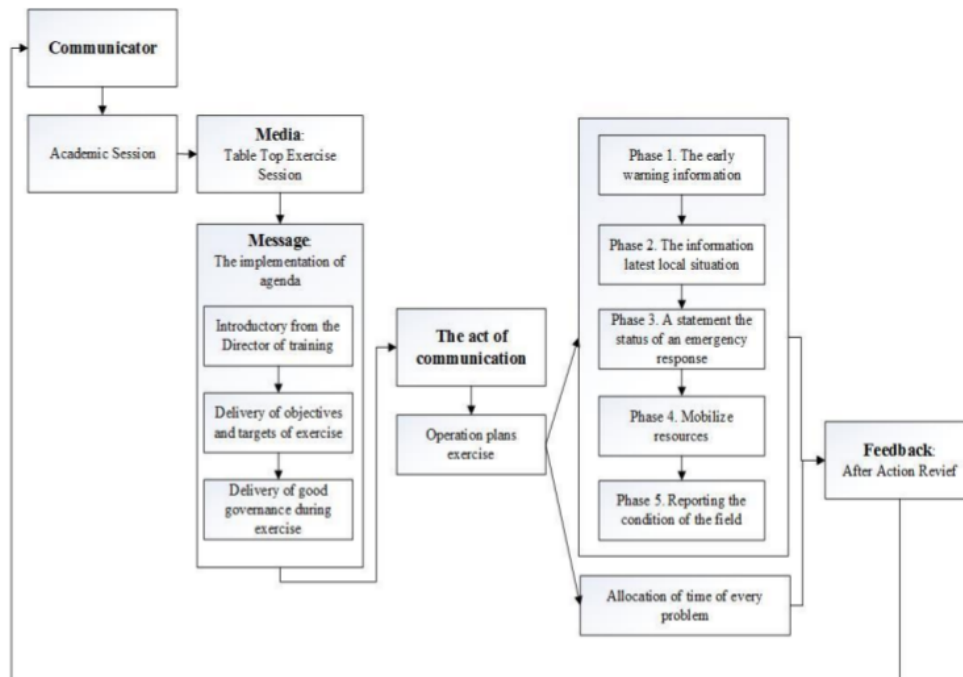 Communicator
Academic Session
Media:
Table Top Exercise
Session
Message:
The implementation of
agenda
Introductory from the
Director of training
Delivery of objectives
and targets of exercise
Delivery of good
governance during
exercise
The act of
communication
Operation plans
exercise
Phase 1. The early
warning information
Phase 2. The information
latest local situation
Phase 3. A statement the
status of an emergency
response
Phase 4. Mobilize
resources
Phase 5. Reporting the
condition of the field
Allocation of time of every
problem
Feedback:
After Action Revief